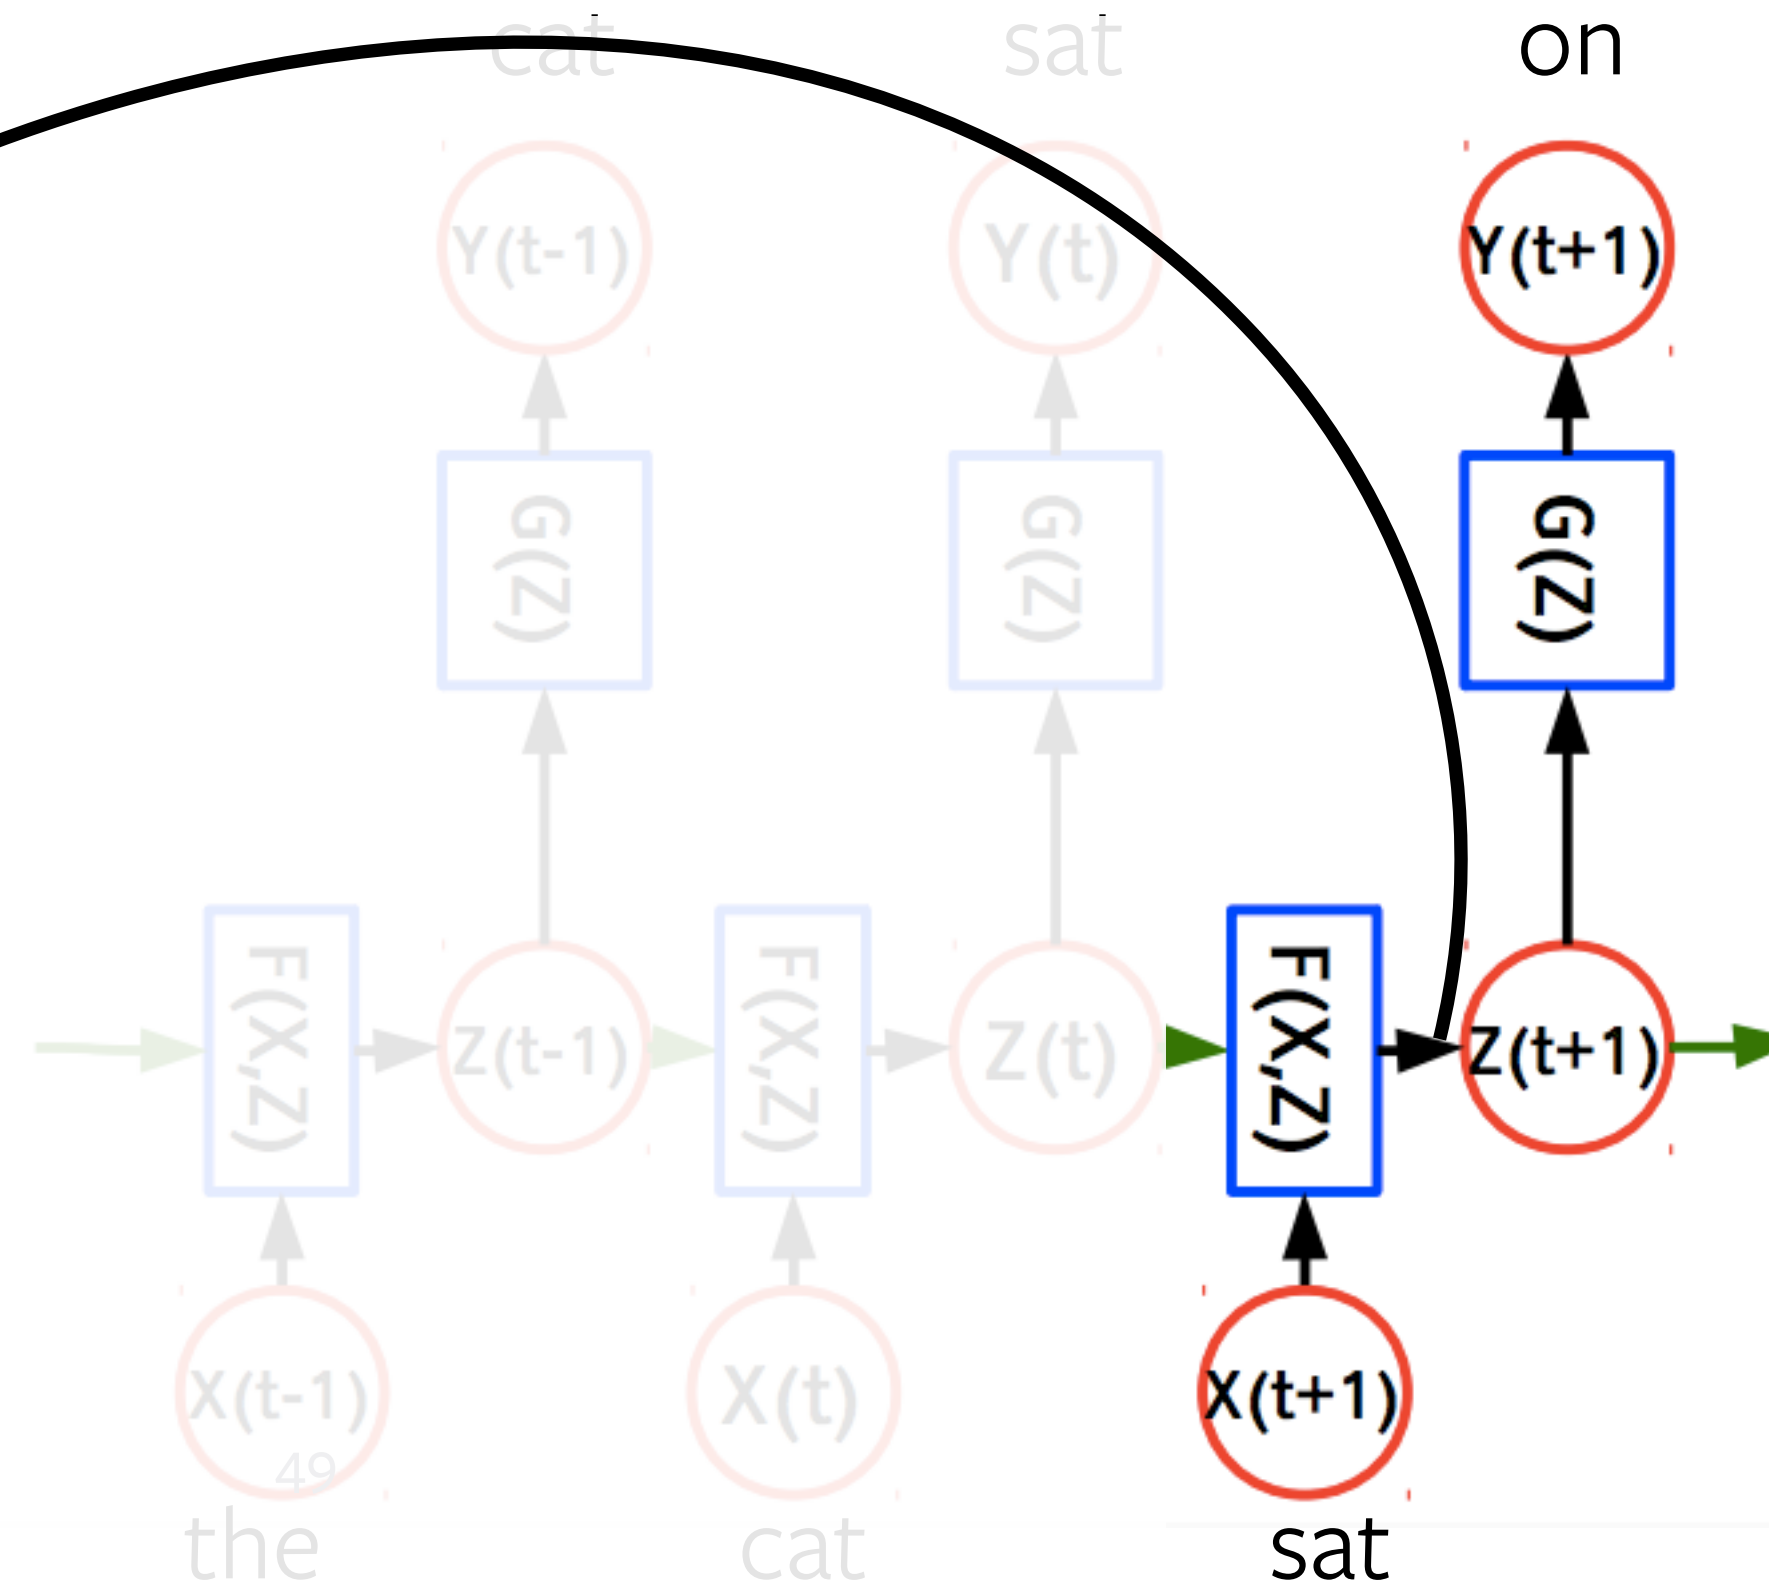 cat sat on
Y(t-1) Y(t) Y(t+1)
G(Z) G(Z) G(Z)
F(X,Z) Z(t-1) F(X,Z) Z(t) F(X,Z) Z(t+1)
X(t-1) X(t) X(t+1)
49
the cat sat